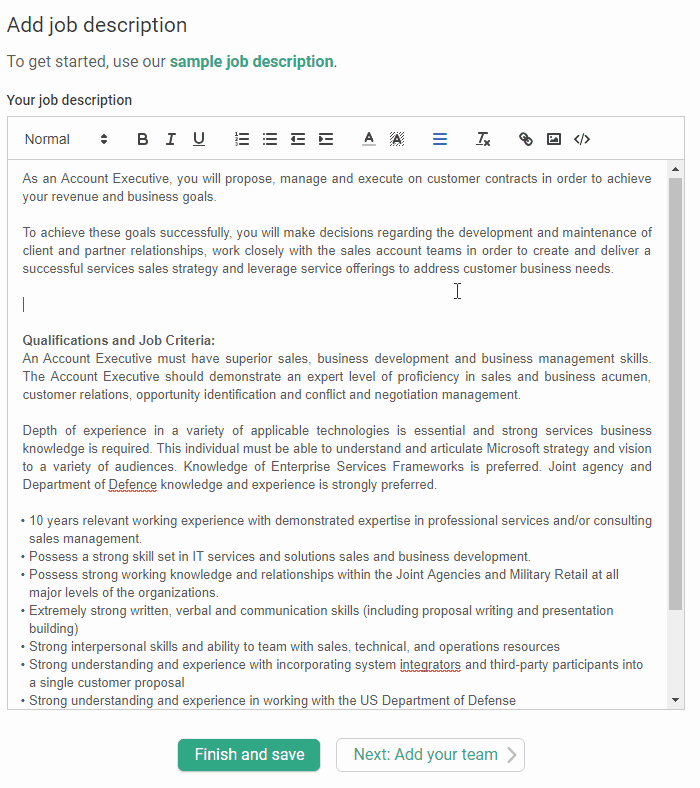 Add job description
To get started, use our sample job description.
Your job description
Normal
B I U
A A
Tx
</>
As an Account Executive, you will propose, manage and execute on customer contracts in order to achieve
your revenue and business goals.
To achieve these goals successfully, you will make decisions regarding the development and maintenance of
client and partner relationships, work closely with the sales account teams in order to create and deliver a
successful services sales strategy and leverage service offerings to address customer business needs.
Qualifications and Job Criteria:
An Account Executive must have superior sales, business development and business management skills.
The Account Executive should demonstrate an expert level of proficiency in sales and business acumen,
customer relations, opportunity identification and conflict and negotiation management.
Depth of experience in a variety of applicable technologies is essential and strong services business
knowledge is required. This individual must be able to understand and articulate Microsoft strategy and vision
to a variety of audiences. Knowledge of Enterprise Services Frameworks is preferred. Joint agency and
Department of Defence knowledge and experience is strongly preferred.
• 10 years relevant working experience with demonstrated expertise in professional services and/or consulting
sales management.
• Possess a strong skill set in IT services and solutions sales and business development.
• Possess strong working knowledge and relationships within the Joint Agencies and Military Retail at all
major levels of the organizations.
• Extremely strong written, verbal and communication skills (including proposal writing and presentation
building)
• Strong interpersonal skills and ability to team with sales, technical, and operations resources
• Strong understanding and experience with incorporating system integrators and third-party participants into
a single customer proposal
• Strong understanding and experience in working with the US Department of Defense
Finish and save
Next: Add your team